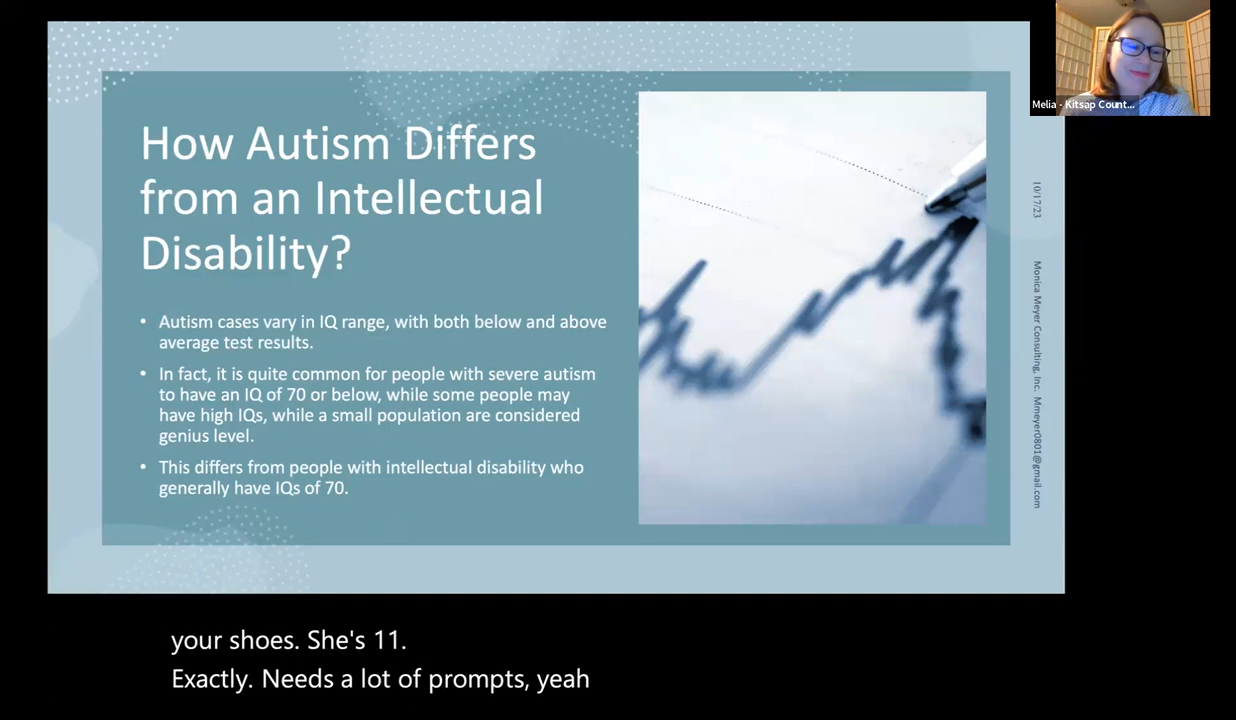 How Autism Differs
from an Intellectual
Disability?
• Autism cases vary in IQ range, with both below and above
average test results.
• In fact, it is quite common for people with severe autism
to have an IQ of 70 or below, while some people may
have high IQs, while a small population are considered
genius level.
• This differs from people with intellectual disability who
generally have IQs of 70.
10/17/23
Monica Meyer Consulting, Inc. Mmeyer0801@gmail.com
Melia - Kitsap Count...
your shoes. She's 11.
Exactly. Needs a lot of prompts, yeah